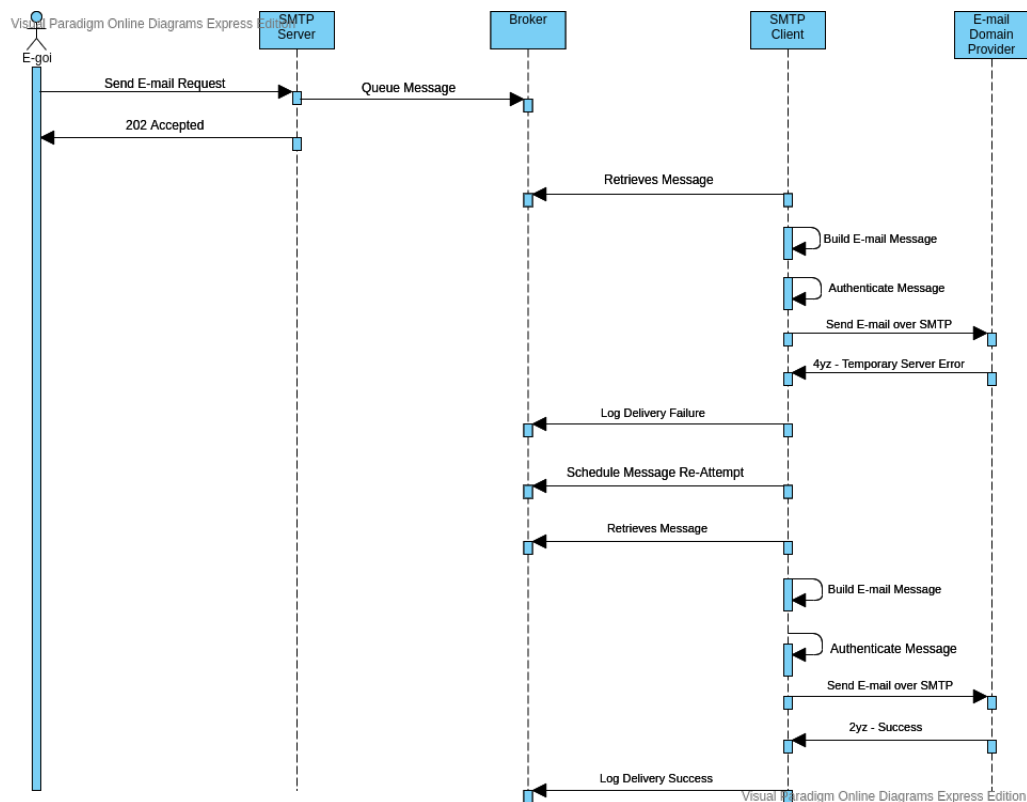 Visual Paradigm Online Diagrams Express Edition
E-goi
SMTP
Server
Broker
SMTP
Client
E-mail
Domain
Provider
Send E-mail Request
Queue Message
202 Accepted
Retrieves Message
Build E-mail Message
Authenticate Message
Send E-mail over SMTP
4yz - Temporary Server Error
Log Delivery Failure
Schedule Message Re-Attempt
Retrieves Message
Build E-mail Message
Authenticate Message
Send E-mail over SMTP
2yz - Success
Log Delivery Success
Visual Paradigm Online Diagrams Express Edition